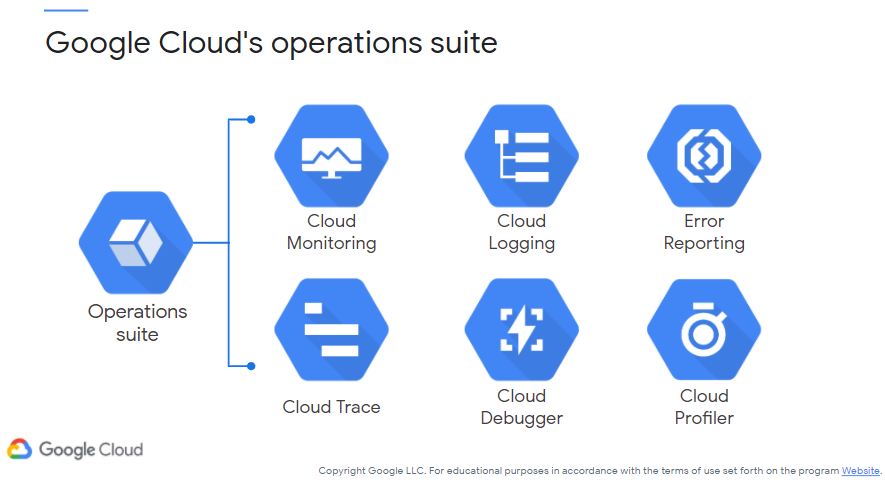 Google Cloud's operations suite
Cloud
Monitoring
Cloud
Logging
Error
Reporting
Operations
suite
Cloud Trace
Cloud
Debugger
Cloud
Profiler
Google Cloud
Copyright Google LLC. For educational purposes in accordance with the terms of use set forth on the program Website.